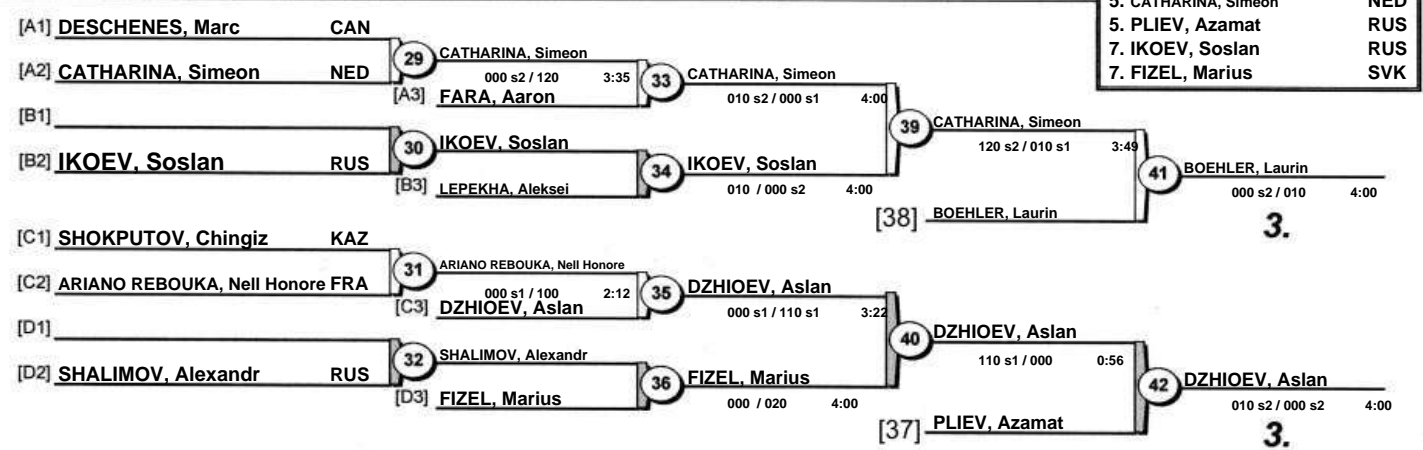 5. CATHARINA, Simeon NED
5. PLIEV, Azamat RUS
7. IKOEV, Soslan RUS
7. FIZEL, Marius SVK
[A1] DESCHENES, Marc CAN
[A2] CATHARINA, Simeon NED
29
CATHARINA, Simeon
000 s2 / 120 3:35
[A3] FARA, Aaron
33
CATHARINA, Simeon
010 s2 / 000 s1 4:00
[B1]
[B2] IKOEV, Soslan RUS
30
IKOEV, Soslan
[B3] LEPEKHA, Aleksei
34
IKOEV, Soslan
010 / 000 s2 4:00
39
CATHARINA, Simeon
120 s2 / 010 s1 3:49
[38] BOEHLER, Laurin
41
BOEHLER, Laurin
000 s2 / 010 4:00
3.
[C1] SHOKPUTOV, Chingiz KAZ
[C2] ARIANO REBOUKA, Nell Honore FRA
31
ARIANO REBOUKA, Nell Honore
000 s1 / 100 2:12
[C3] DZHIOEV, Aslan
35
DZHIOEV, Aslan
000 s1 / 110 s1 3:22
[D1]
[D2] SHALIMOV, Alexandr RUS
32
SHALIMOV, Alexandr
[D3] FIZEL, Marius
36
FIZEL, Marius
000 / 020 4:00
40
DZHIOEV, Aslan
110 s1 / 000 0:56
[37] PLIEV, Azamat
42
DZHIOEV, Aslan
010 s2 / 000 s2 4:00
3.